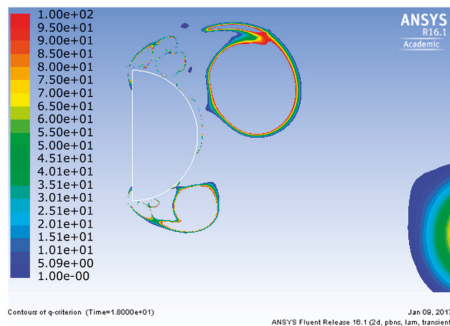 1.00e+02
9.50e+01
9.01e+01
8.50e+01
8.00e+01
7.50e+01
7.00e+01
6.50e+01
6.00e+01
5.50e+01
5.00e+01
4.51e+01
4.01e+01
3.51e+01
3.01e+01
2.51e+01
2.01e+01
1.51e+01
1.01e+01
5.09e+00
1.00e-00
ANSYS
R16.1
Academic
Contours of q-criterion (Time=1.8000e+01)
Jan 09, 201
ANSYS Fluent Release 16.1 (2d, pbns, lam, transient